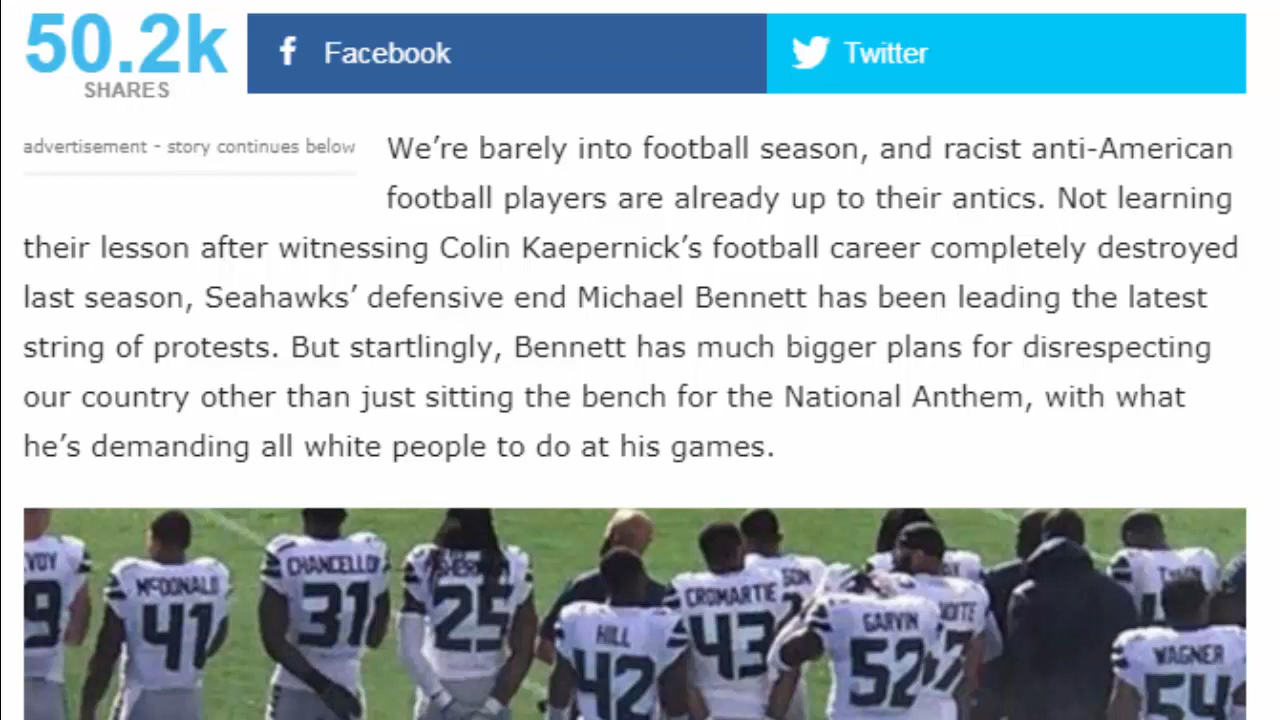 50.2k
SHARES
Facebook
Twitter
advertisement - story continues below
We’re barely into football season, and racist anti-American
football players are already up to their antics. Not learning
their lesson after witnessing Colin Kaepernick’s football career completely destroyed
last season, Seahawks’ defensive end Michael Bennett has been leading the latest
string of protests. But startlingly, Bennett has much bigger plans for disrespecting
our country other than just sitting the bench for the National Anthem, with what
he’s demanding all white people to do at his games.
MCDONALD
41
CHANCELLOR
31
25
HILL
42
CROMARTIE
43
GARVIN
52
WAGNER
54